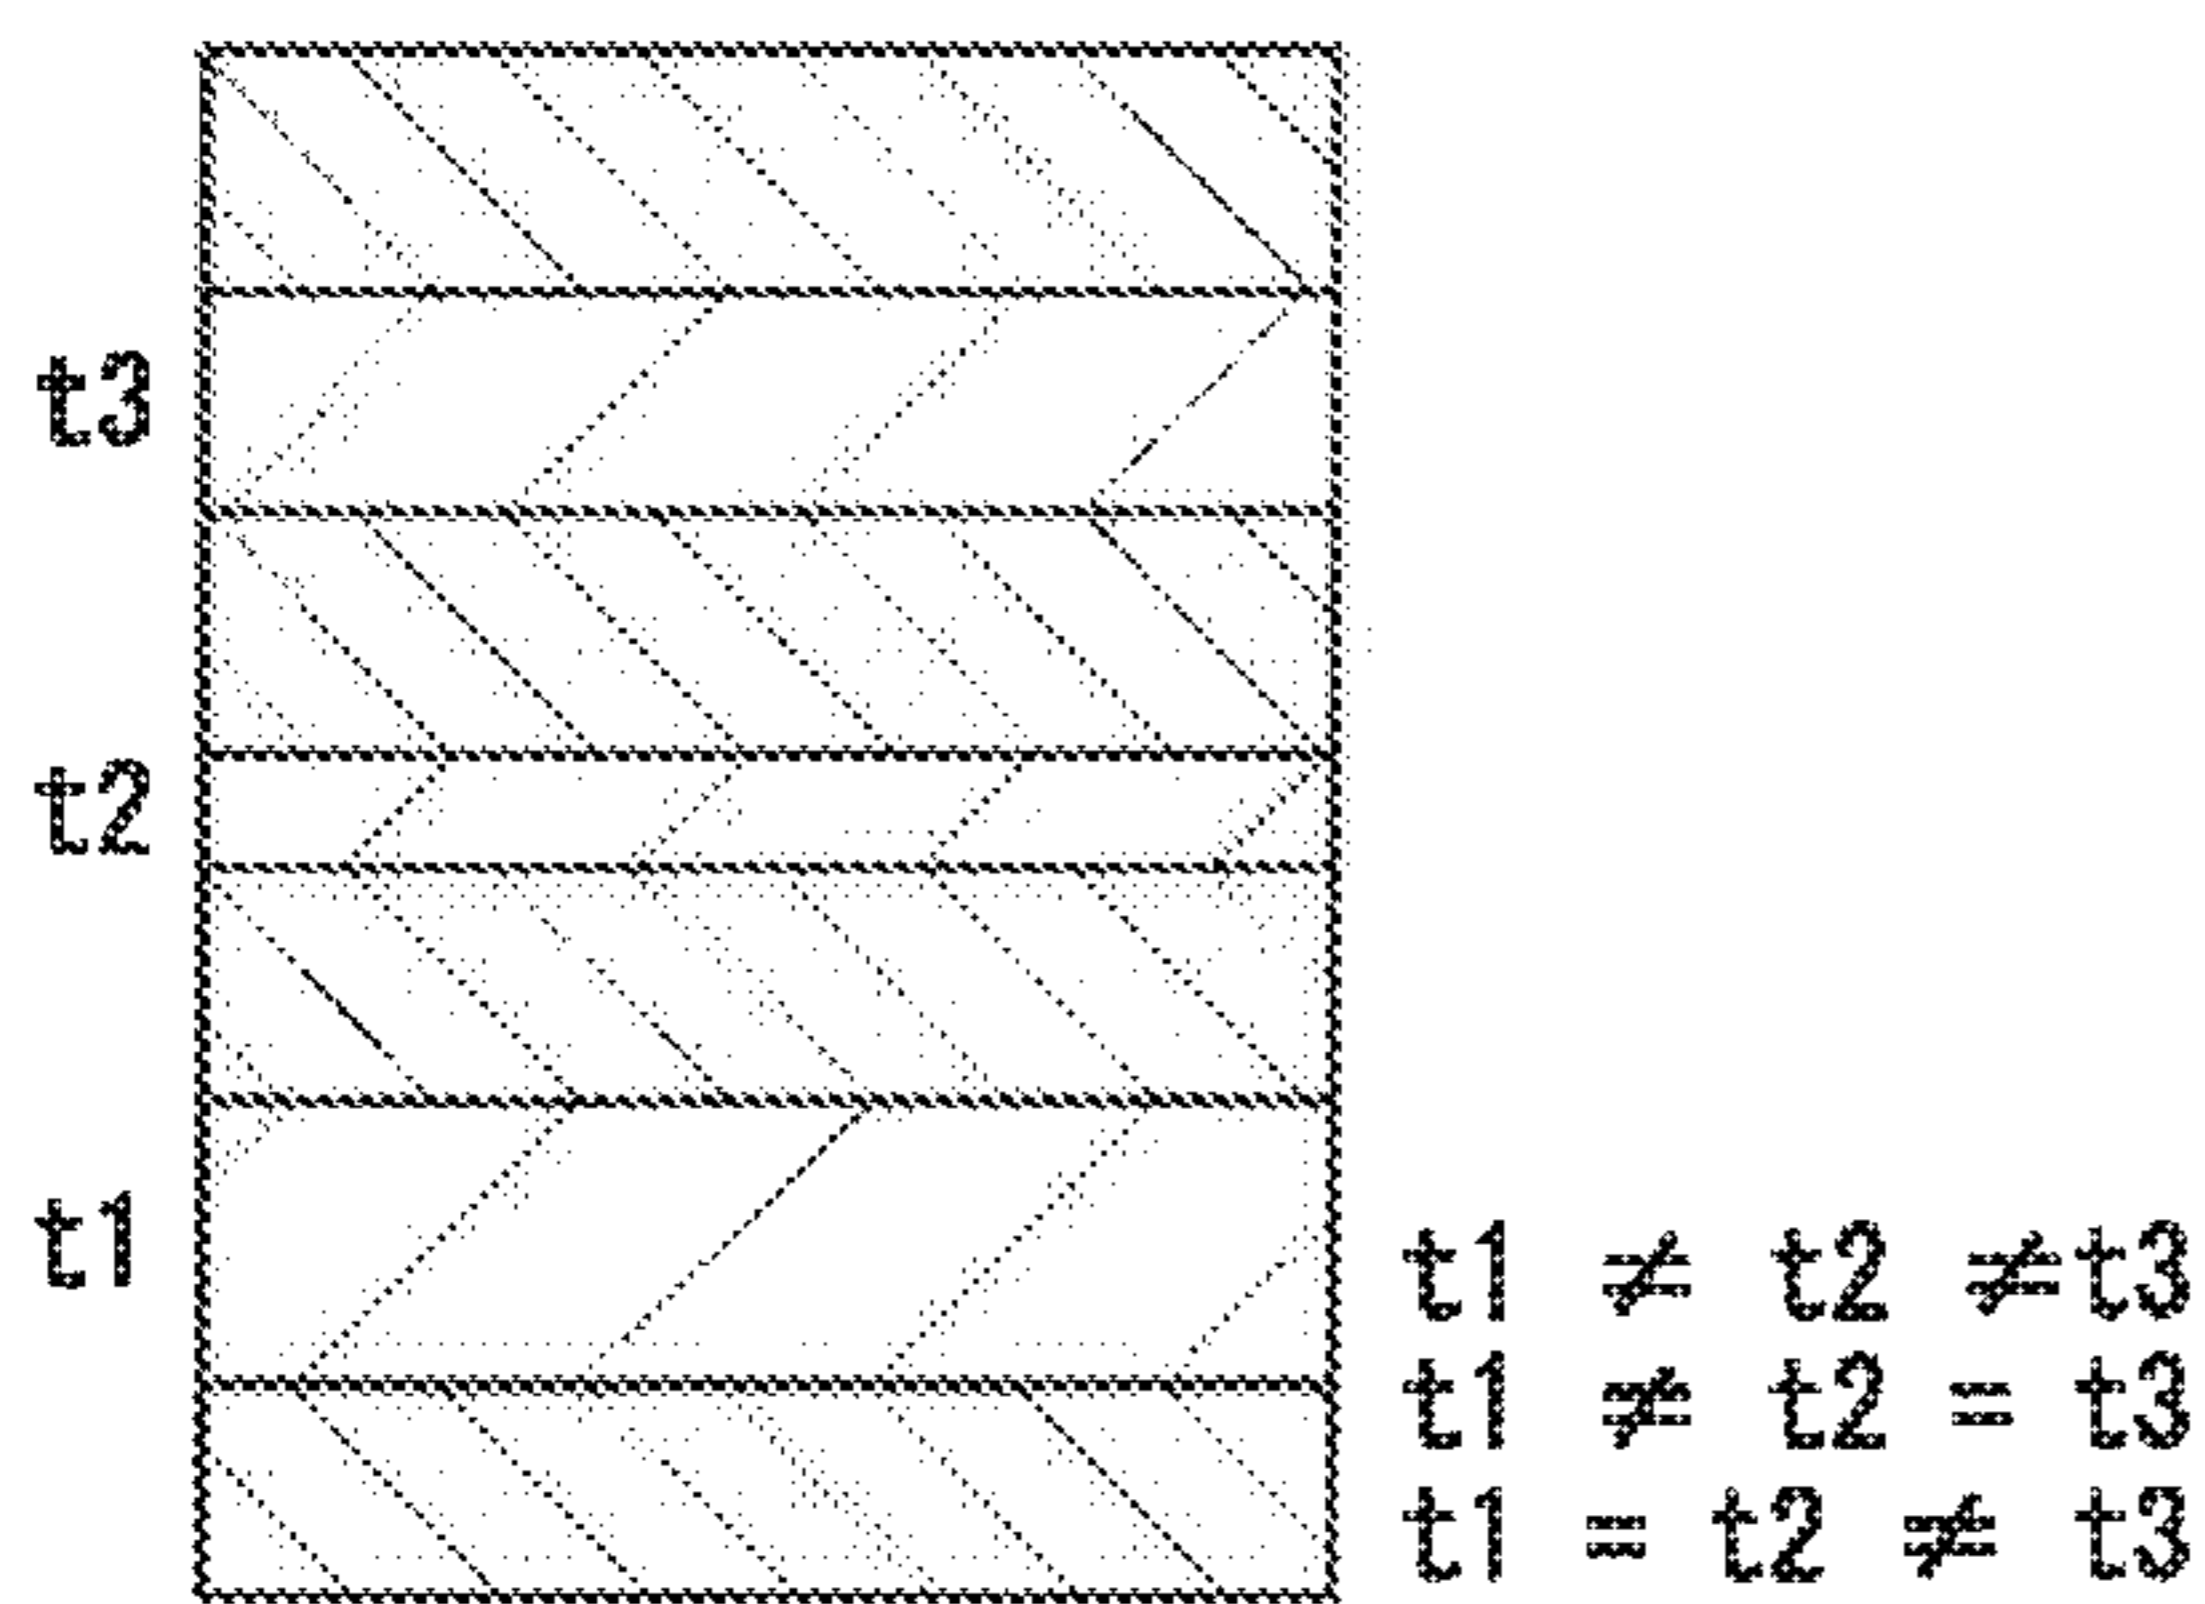 t3
t2
t1
t1 ≠ t2 ≠t3
t1 ≠ t2 = t3
t1 = t2 ≠ t3